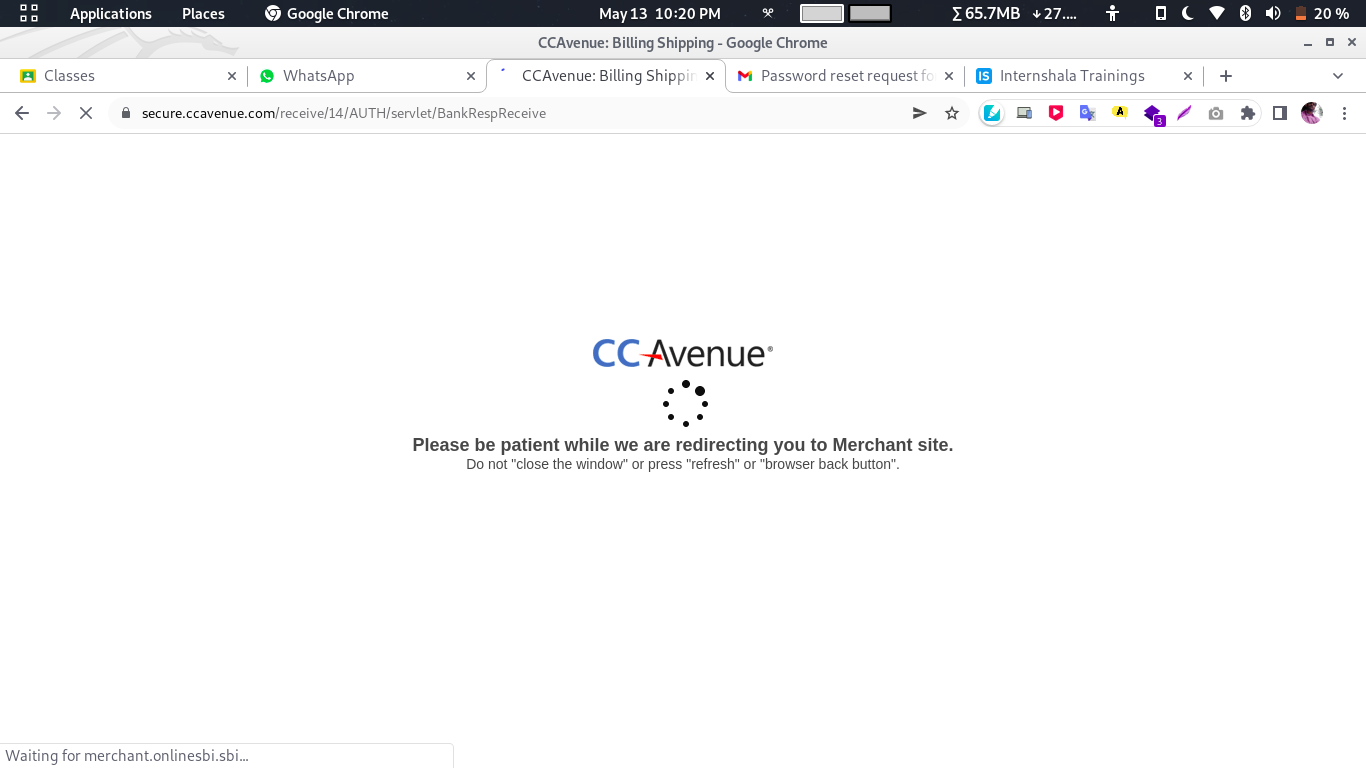 Applications Places Google Chrome May 13 10:20 PM Σ 65.7MB ↓27.... 20 %
CCAvenue: Billing Shipping - Google Chrome
Classes WhatsApp CCAvenue: Billing Shippin Password reset request fo IS Internshala Trainings
secure.ccavenue.com/receive/14/AUTH/servlet/BankRespReceive A 3
CCAvenue®
Please be patient while we are redirecting you to Merchant site.
Do not "close the window" or press "refresh" or "browser back button".
Waiting for merchant.onlinesbi.sbi...